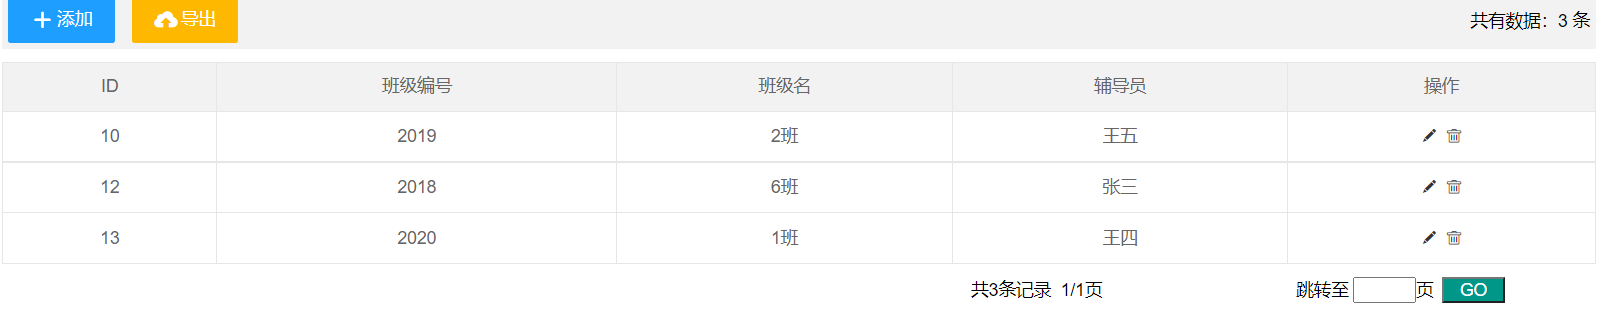 添加 导出 共有数据：3 条
ID 班级编号 班级名 辅导员 操作
10 2019 2班 王五
12 2018 6班 张三
13 2020 1班 王四
共3条记录 1/1页 跳转至 页 GO